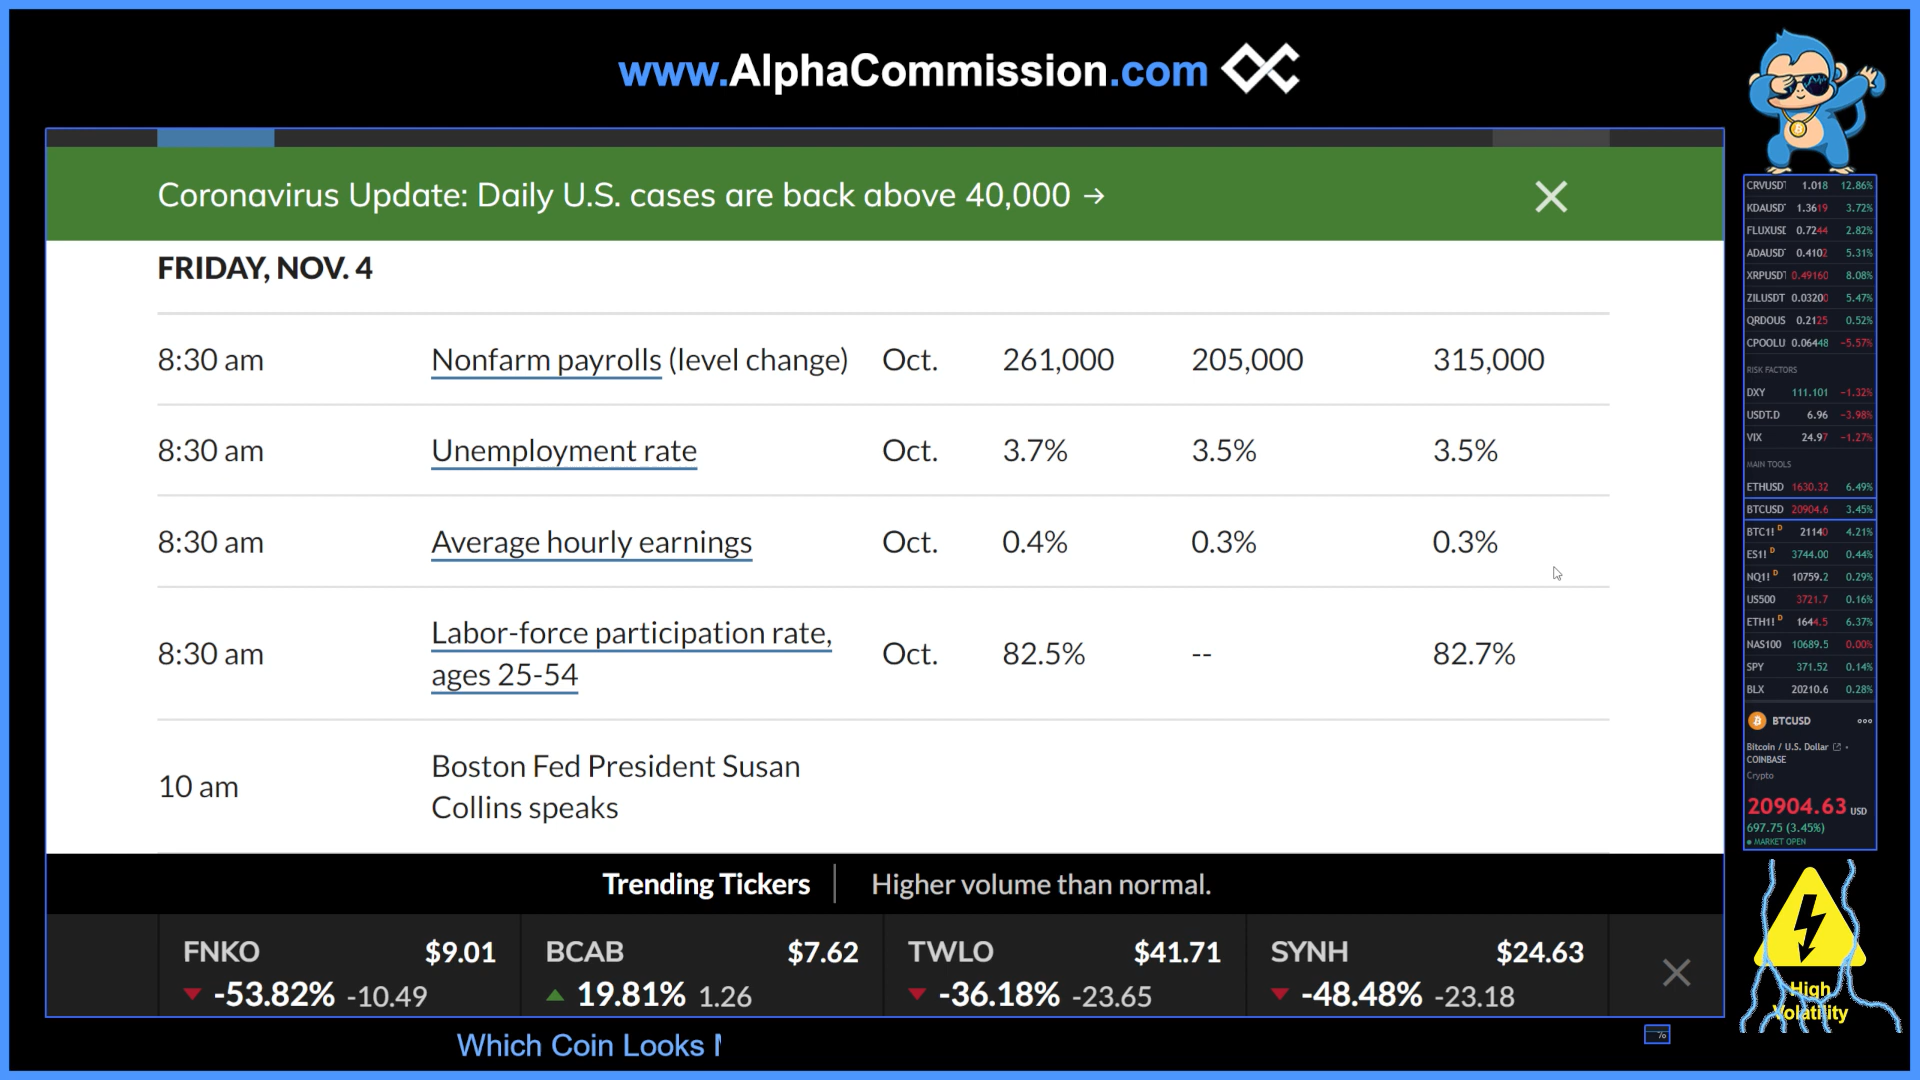 www.AlphaCommission.com
Coronavirus Update: Daily U.S. cases are back above 40,000 →
FRIDAY, NOV. 4
8:30 am Nonfarm payrolls (level change) Oct. 261,000 205,000 315,000
8:30 am Unemployment rate Oct. 3.7% 3.5% 3.5%
8:30 am Average hourly earnings Oct. 0.4% 0.3% 0.3%
8:30 am Labor-force participation rate, ages 25-54 Oct. 82.5% -- 82.7%
10 am Boston Fed President Susan Collins speaks
Trending Tickers | Higher volume than normal.
FNKO $9.01
-53.82% -10.49
BCAB $7.62
19.81% 1.26
TWLO $41.71
-36.18% -23.65
SYNH $24.63
-48.48% -23.18
Which Coin Looks
CRVUSDT 1.018 12.86%
KDAUSDT 1.3619 3.72%
FLUXUSD 0.7244 2.82%
ADAUSDT 0.4102 5.31%
XRPUSDT 0.49160 8.08%
ZILUSDT 0.03200 5.47%
QRDOUS 0.2125 0.52%
CPOOLU 0.06448 -5.57%
RISK FACTORS
DXY 111.101 -1.32%
USDT.D 6.96 -3.98%
VIX 24.97 -1.27%
MAIN TOOLS
ETHUSD 1630.32 6.49%
BTCUSD 20904.6 3.45%
BTC1! D 21140 4.21%
ES1! D 3744.00 0.44%
NQ1! D 10759.2 0.29%
US500 3721.7 0.16%
ETH1! D 1644.5 6.37%
NAS100 10689.5 0.00%
SPY 371.52 0.14%
BLX 20210.6 0.28%
BTCUSD
Bitcoin / U.S. Dollar
COINBASE
Crypto
20904.63 USD
697.75 (3.45%)
MARKET OPEN
High
Volatility